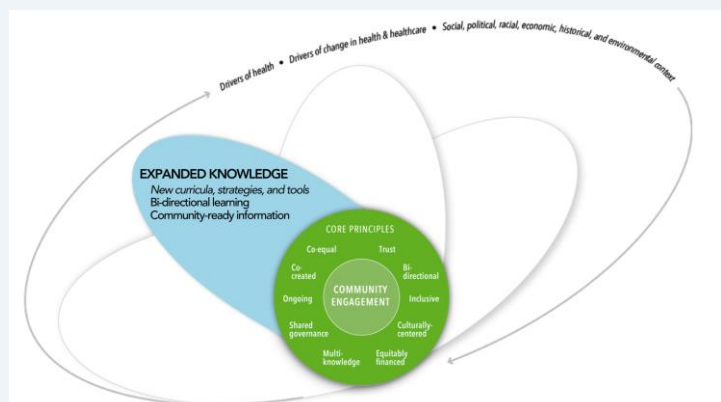 Drivers of health • Drivers of change in health & healthcare • Social, political, racial, economic, historical, and environmental context
EXPANDED KNOWLEDGE
New curricula, strategies, and tools
Bi-directional learning
Community-ready information
CORE PRINCIPLES
Co-equal
Trust
Co-
created
Bi-
directional
COMMUNITY
ENGAGEMENT
Ongoing
Inclusive
Shared
governance
Culturally-
centered
Multi-
knowledge
Equitably
financed